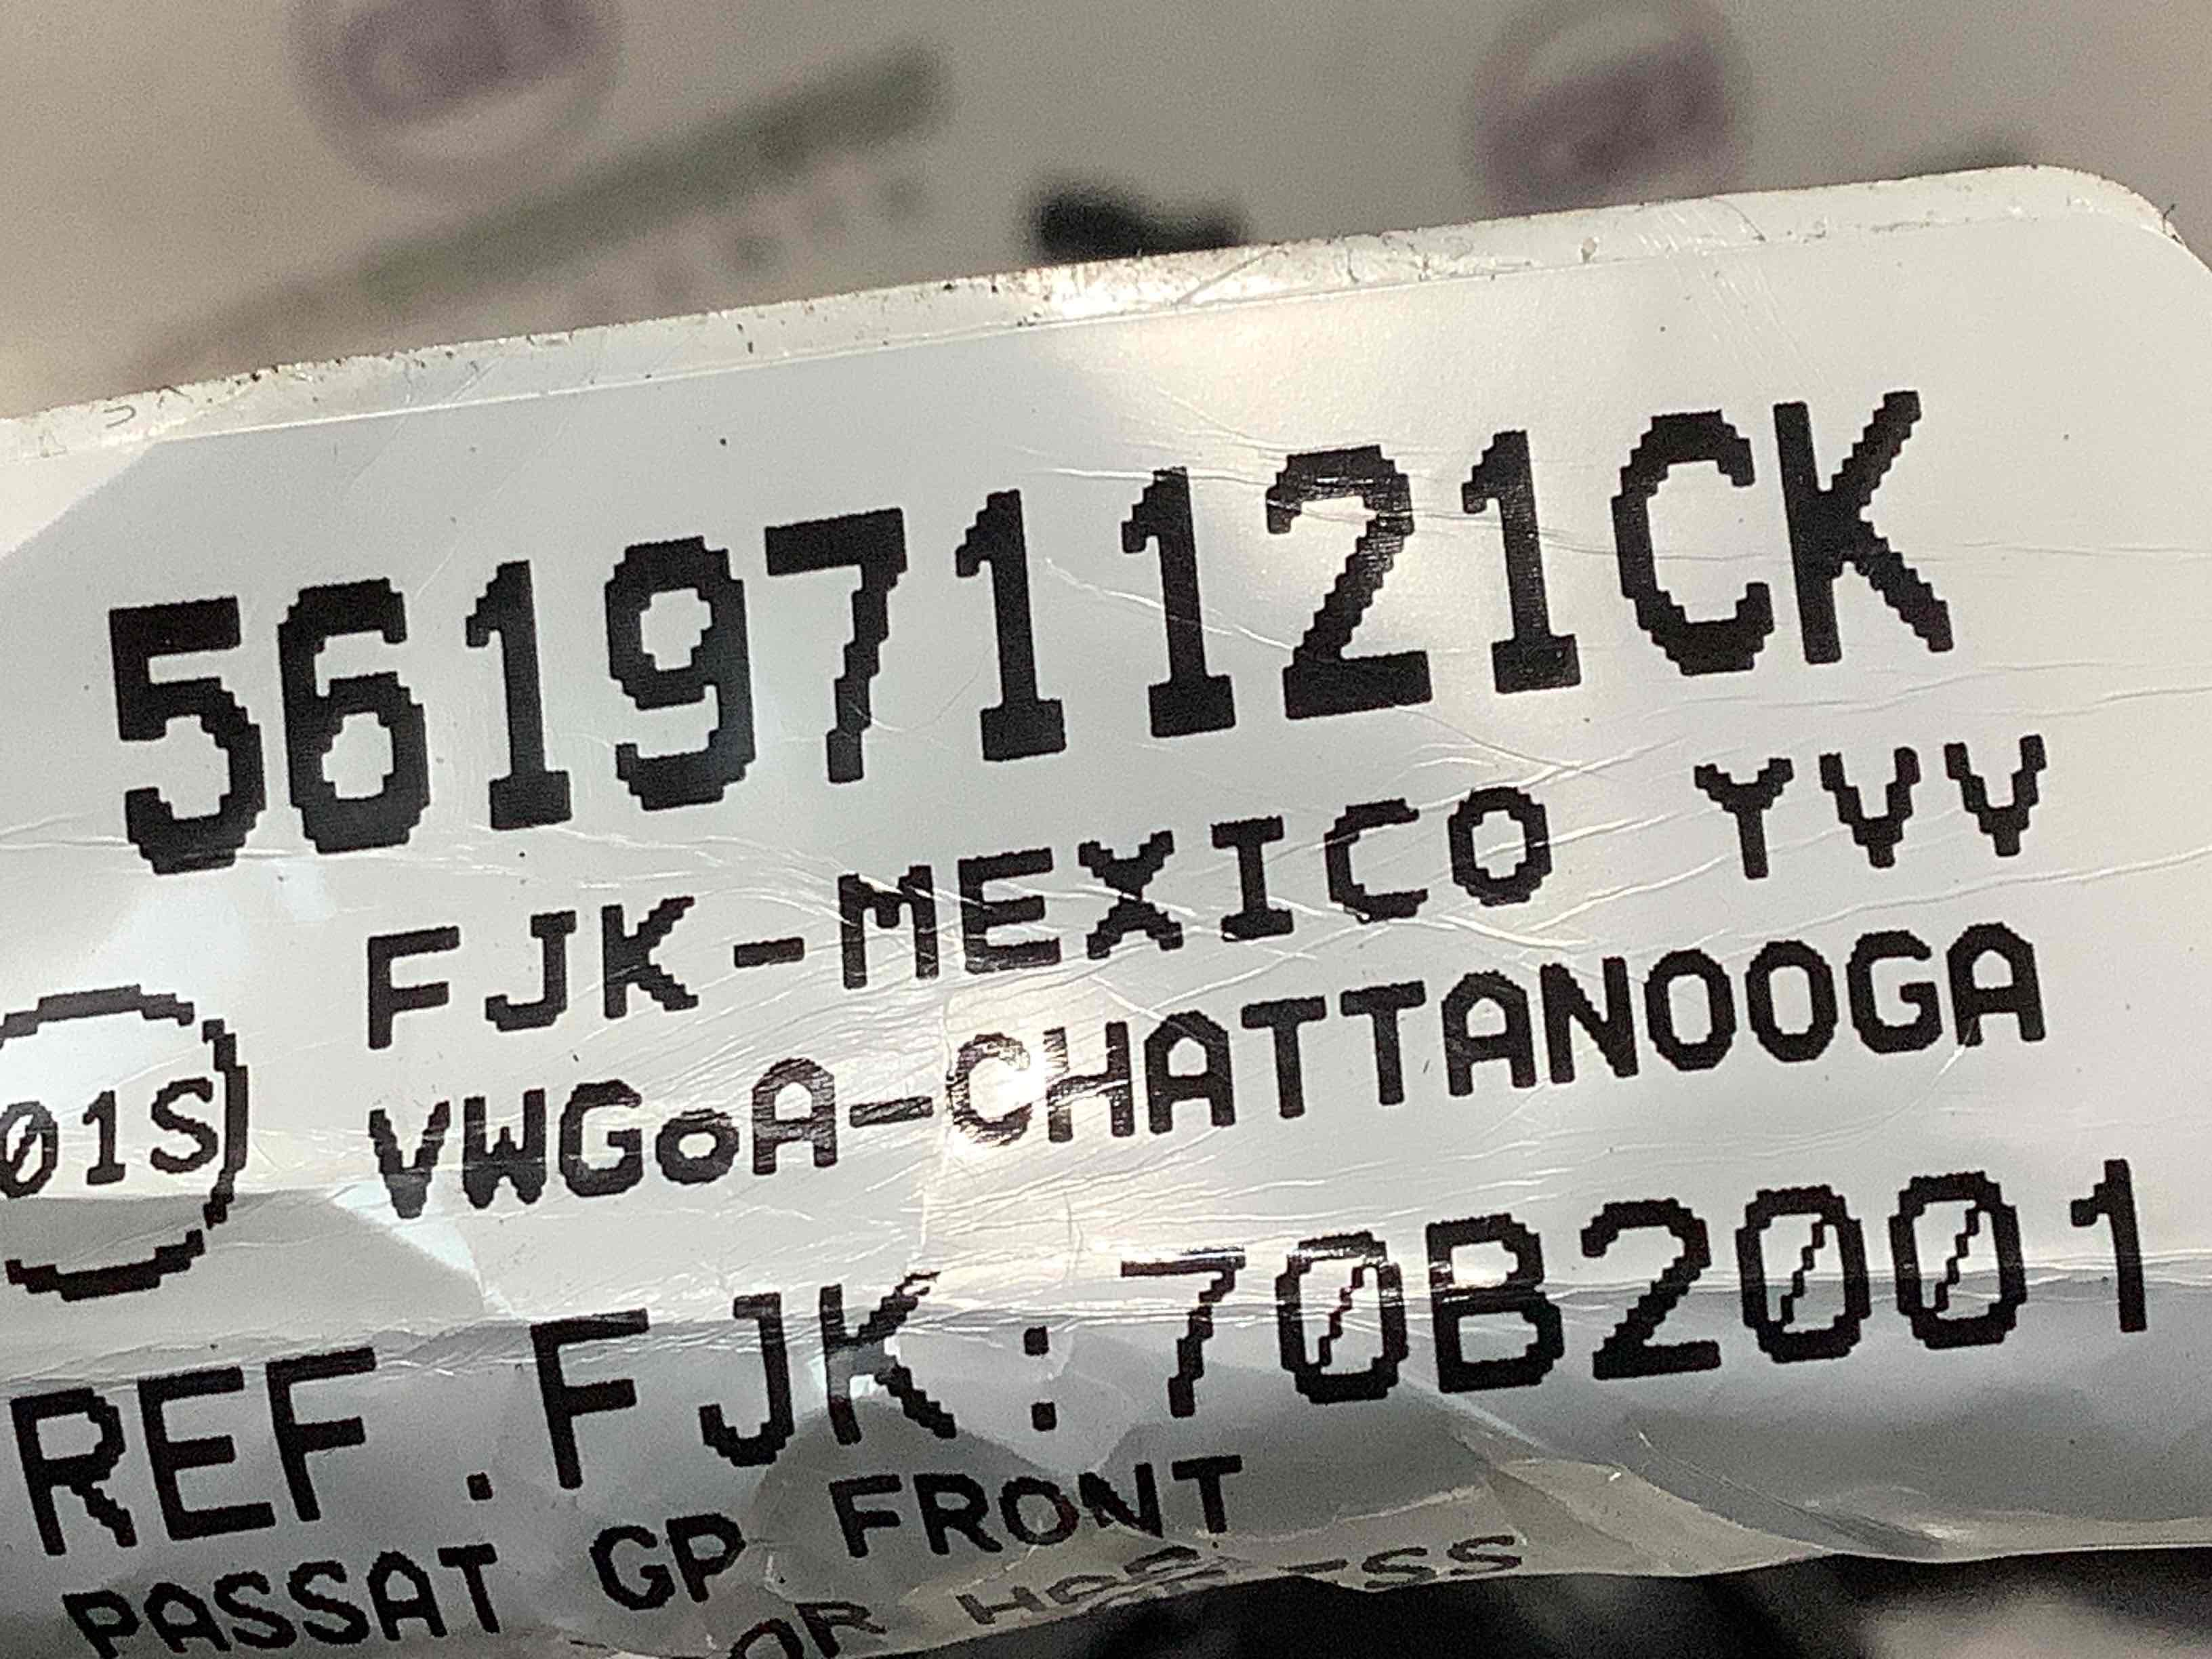 561971121CK
FJK-MEXICO YVV
VWGoA-CHATTANOOGA
01S
REF.FJK:70B2001
PASSAT GP FRONT